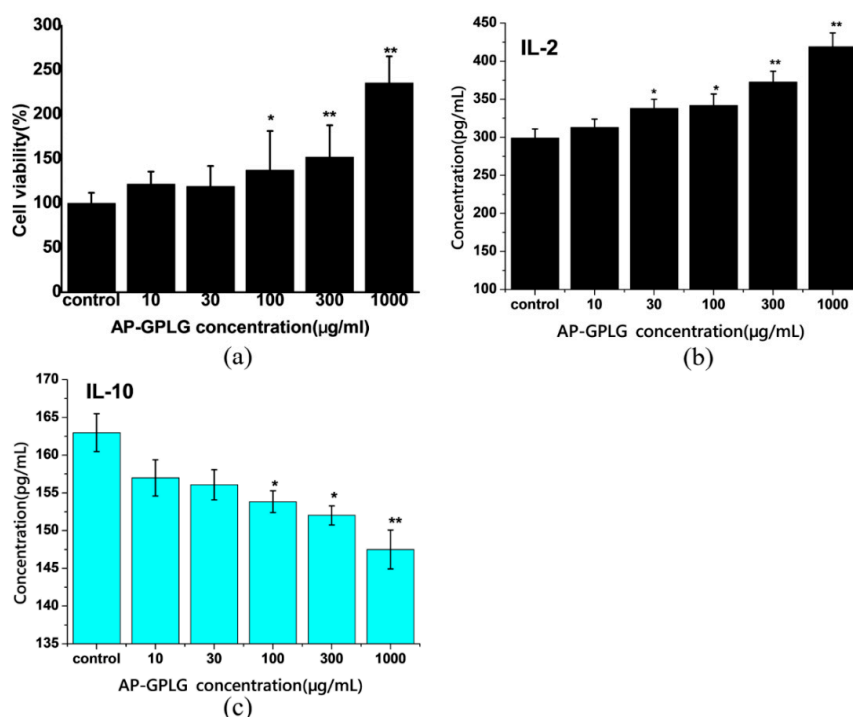 300
250
200
150
100
50
0
Cell viability(%)
*
**
**
control 10 30 100 300 1000
AP-GPLG concentration(µg/ml)
(a)
IL-2
450
400
350
300
250
200
150
100
Concentration(pg/mL)
*
*
**
**
control 10 30 100 300 1000
AP-GPLG concentration(µg/mL)
(b)
IL-10
170
165
160
155
150
145
140
135
Concentration(pg/mL)
*
*
**
control 10 30 100 300 1000
AP-GPLG concentration(µg/mL)
(c)